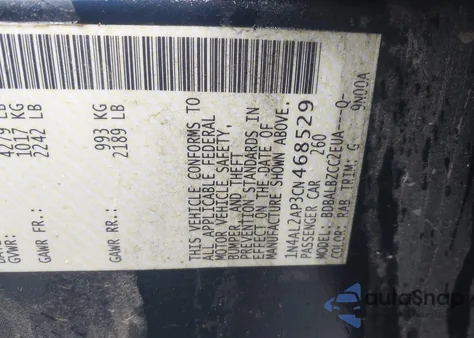 4279 LB
GVWR: 1017 KG
2242 LB
GAWR FR:
993 KG
GAWR RR: 2189 LB
THIS VEHICLE CONFORMS TO
ALL APPLICABLE FEDERAL
MOTOR VEHICLE SAFETY,
BUMPER AND THEFT
PREVENTION STANDARDS IN
EFFECT ON THE DATE OF
MANUFACTURE SHOWN ABOVE.
1N4AL2AP3CN468529
PASSENGER CAR 260
MODEL: BDBALBZCC2EUA---Q-
COLOR: RAB TRIM: G 9N00A
autoSnap